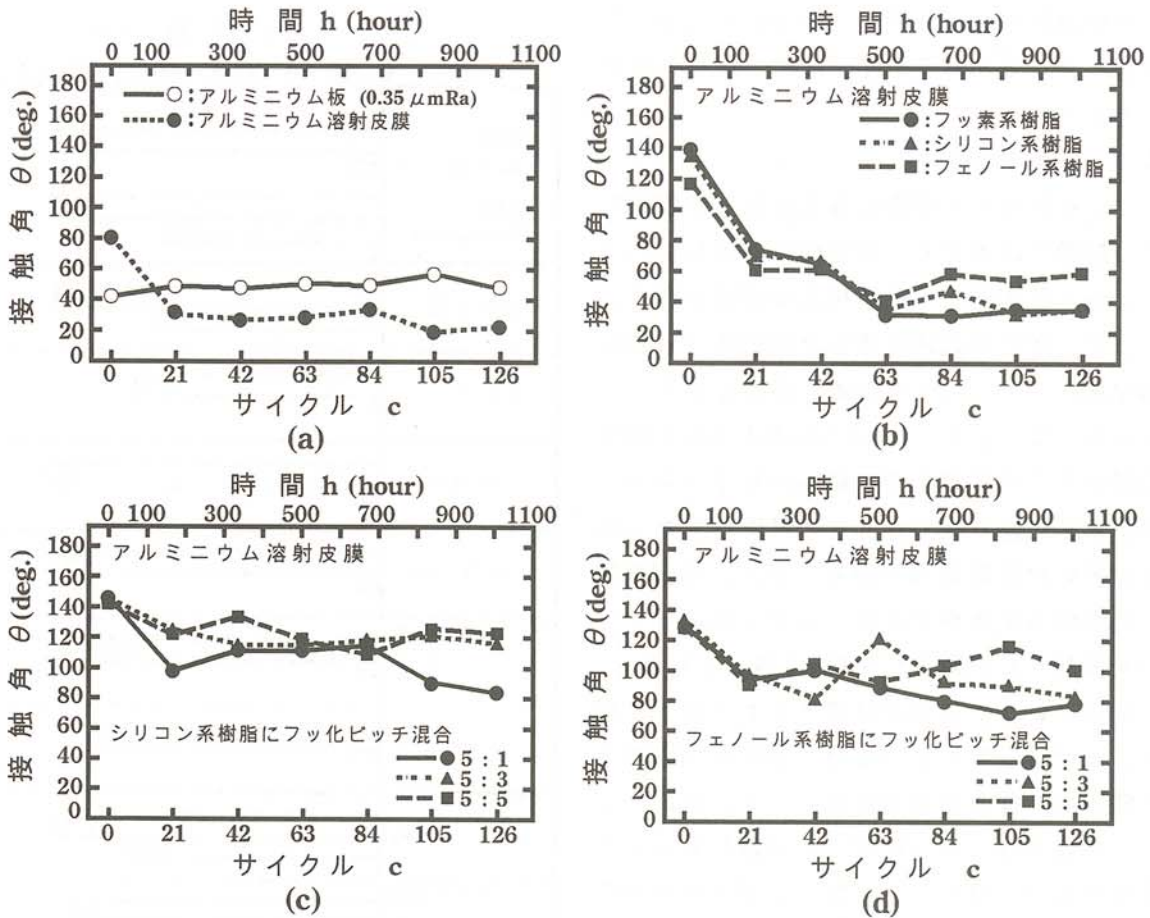 時間 h (hour)
0 100 300 500 700 900 1100
180
160
140
120
100
80
60
40
20
0
接触角 θ(deg.)
○:アルミニウム板 (0.35 μmRa)
●:アルミニウム溶射皮膜
0 21 42 63 84 105 126
サイクル c
(a)
時間 h (hour)
0 100 300 500 700 900 1100
180
160
140
120
100
80
60
40
20
0
接触角 θ(deg.)
アルミニウム溶射皮膜
●:フッ素系樹脂
▲:シリコン系樹脂
■:フェノール系樹脂
0 21 42 63 84 105 126
サイクル c
(b)
時間 h (hour)
0 100 300 500 700 900 1100
180
160
140
120
100
80
60
40
20
0
接触角 θ(deg.)
アルミニウム溶射皮膜
シリコン系樹脂にフッ化ピッチ混合
●5:1
▲5:3
■5:5
0 21 42 63 84 105 126
サイクル c
(c)
時間 h (hour)
0 100 300 500 700 900 1100
180
160
140
120
100
80
60
40
20
0
接触角 θ(deg.)
アルミニウム溶射皮膜
フェノール系樹脂にフッ化ピッチ混合
●5:1
▲5:3
■5:5
0 21 42 63 84 105 126
サイクル c
(d)